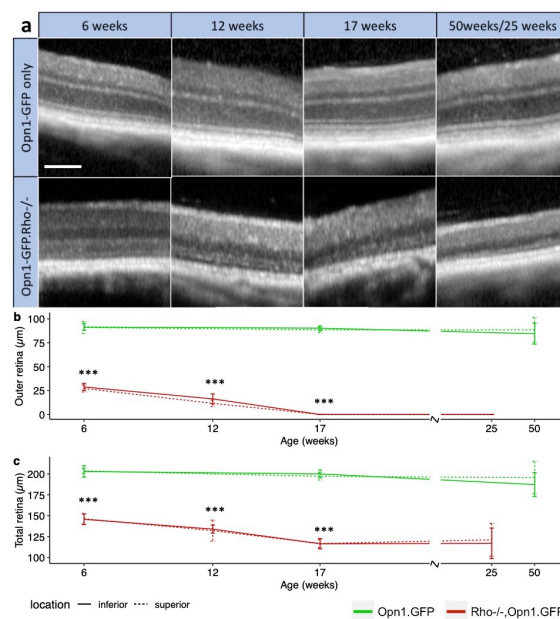 a
6 weeks 12 weeks 17 weeks 50weeks/25 weeks
Opn1-GFP only
Opn1-GFP.Rho-/-
b
Outer retina (µm)
100
75
50
25
0
***
***
***
6 12 17 25 50
Age (weeks)
c
Total retina (µm)
200
175
150
125
100
***
***
***
6 12 17 25 50
Age (weeks)
location inferior superior Opn1.GFP Rho-/-,Opn1.GFP